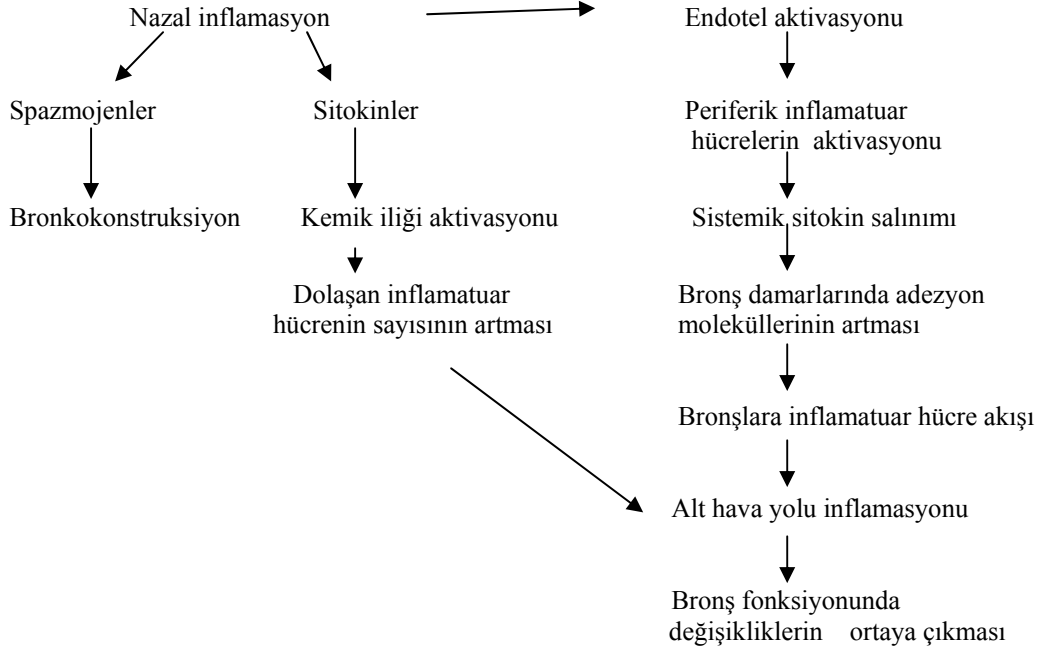 Nazal inflamasyon
Endotel aktivasyonu
Spazmojenler
Sitokinler
Periferik inflamatuar
hücrelerin aktivasyonu
Bronkokonstruksiyon
Kemik iliği aktivasyonu
Sistemik sitokin salınımı
Dolaşan inflamatuar
hücrenin sayısının artması
Bronş damarlarında adezyon
moleküllerinin artması
Bronşlara inflamatuar hücre akışı
Alt hava yolu inflamasyonu
Bronş fonksiyonunda
değişikliklerin ortaya çıkması